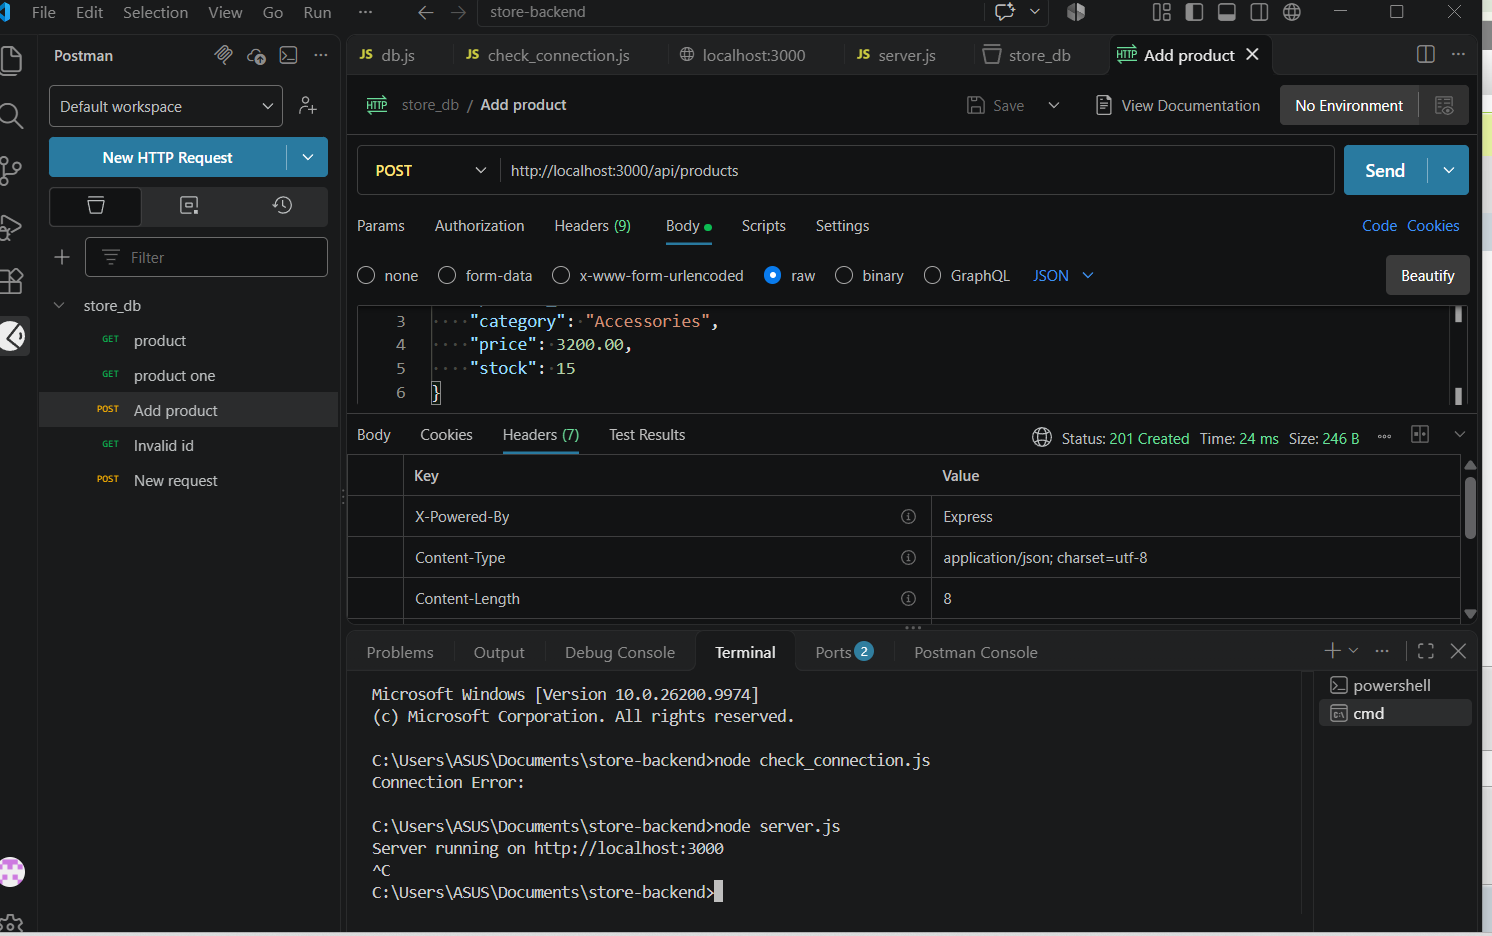 File Edit Selection View Go Run ··· store-backend
Postman
Default workspace
New HTTP Request
Filter
store_db
GET product
GET product one
POST Add product
GET Invalid id
POST New request
JS db.js
JS check_connection.js
localhost:3000
JS server.js
store_db
HTTP Add product
HTTP store_db / Add product
Save
View Documentation
No Environment
POST http://localhost:3000/api/products
Send
Params Authorization Headers (9) Body Scripts Settings
Code Cookies
none form-data x-www-form-urlencoded raw binary GraphQL JSON
Beautify
3 "category": "Accessories",
4 "price": 3200.00,
5 "stock": 15
6 }
Body Cookies Headers (7) Test Results
Status: 201 Created Time: 24 ms Size: 246 B
Key Value
X-Powered-By Express
Content-Type application/json; charset=utf-8
Content-Length 8
Problems Output Debug Console Terminal Ports 2 Postman Console
Microsoft Windows [Version 10.0.26200.9974]
(c) Microsoft Corporation. All rights reserved.
C:\Users\ASUS\Documents\store-backend>node check_connection.js
Connection Error:
C:\Users\ASUS\Documents\store-backend>node server.js
Server running on http://localhost:3000
^C
C:\Users\ASUS\Documents\store-backend>
powershell
cmd